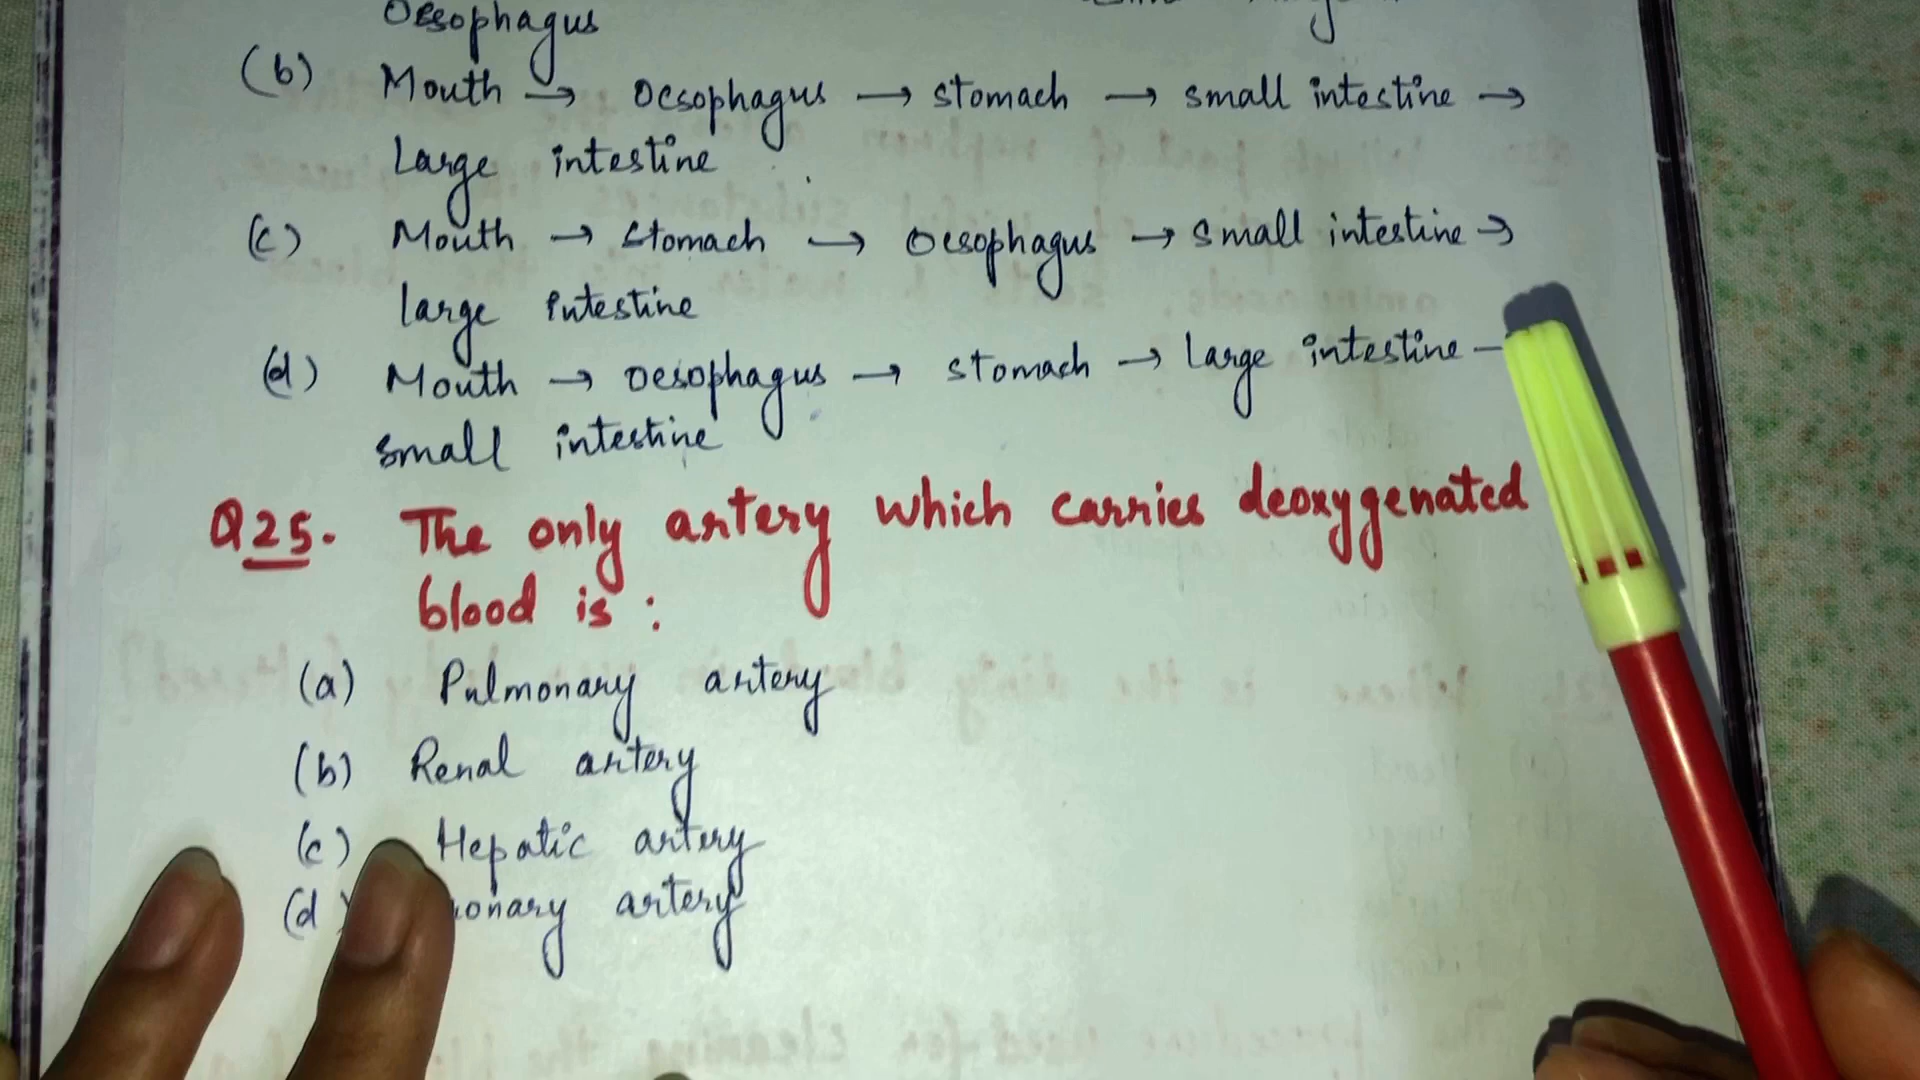 Oesophagus
(b) Mouth → Oesophagus → stomach → small intestine →
Large intestine
(c) Mouth → stomach → Oesophagus → small intestine →
large intestine
(d) Mouth → Oesophagus → stomach → Large intestine –
small intestine
Q25. The only artery which carries deoxygenated
blood is :
(a) Pulmonary artery
(b) Renal artery
(c) Hepatic artery
(d) onary artery